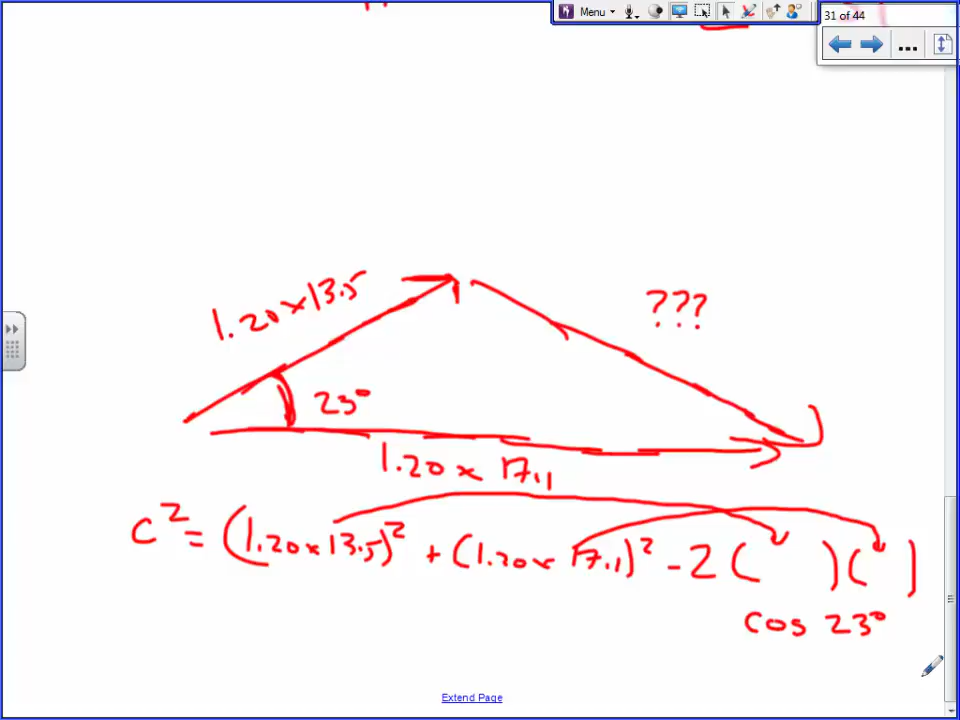 Menu
31 of 44
...
1.20 x 13.5
???
23°
1.20 x 17.1
c² = (1.20 x 13.5)² + (1.20 x 17.1)² - 2 ( ) ( )
cos 23°
Extend Page